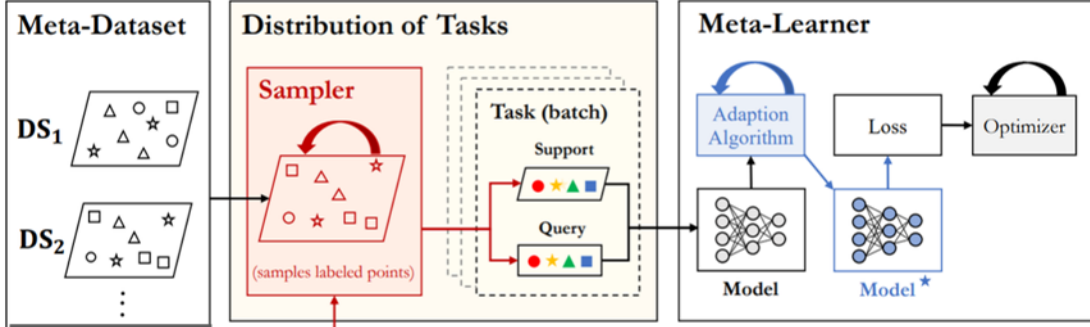 Meta-Dataset
DS₁
DS₂
Distribution of Tasks
Sampler
(samples labeled points)
Task (batch)
Support
Query
Meta-Learner
Adaption
Algorithm
Loss
Optimizer
Model
Model★